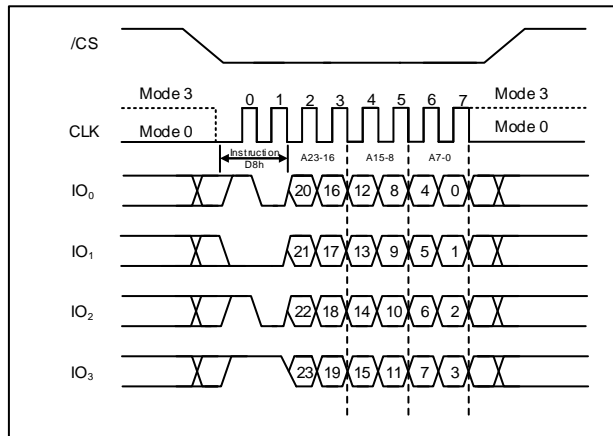 /CS
Mode 3 0 1 2 3 4 5 6 7 Mode 3
CLK Mode 0 Mode 0
Instruction A23-16 A15-8 A7-0
D8h
IO0 20 16 12 8 4 0
IO1 21 17 13 9 5 1
IO2 22 18 14 10 6 2
IO3 23 19 15 11 7 3